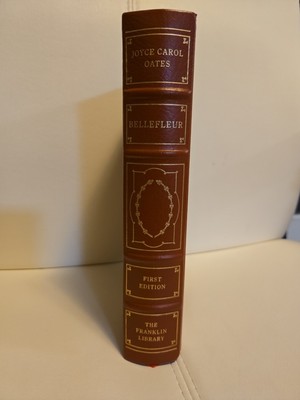 JOYCE CAROL
OATES
BELLEFLEUR
FIRST
EDITION
THE
FRANKLIN
LIBRARY